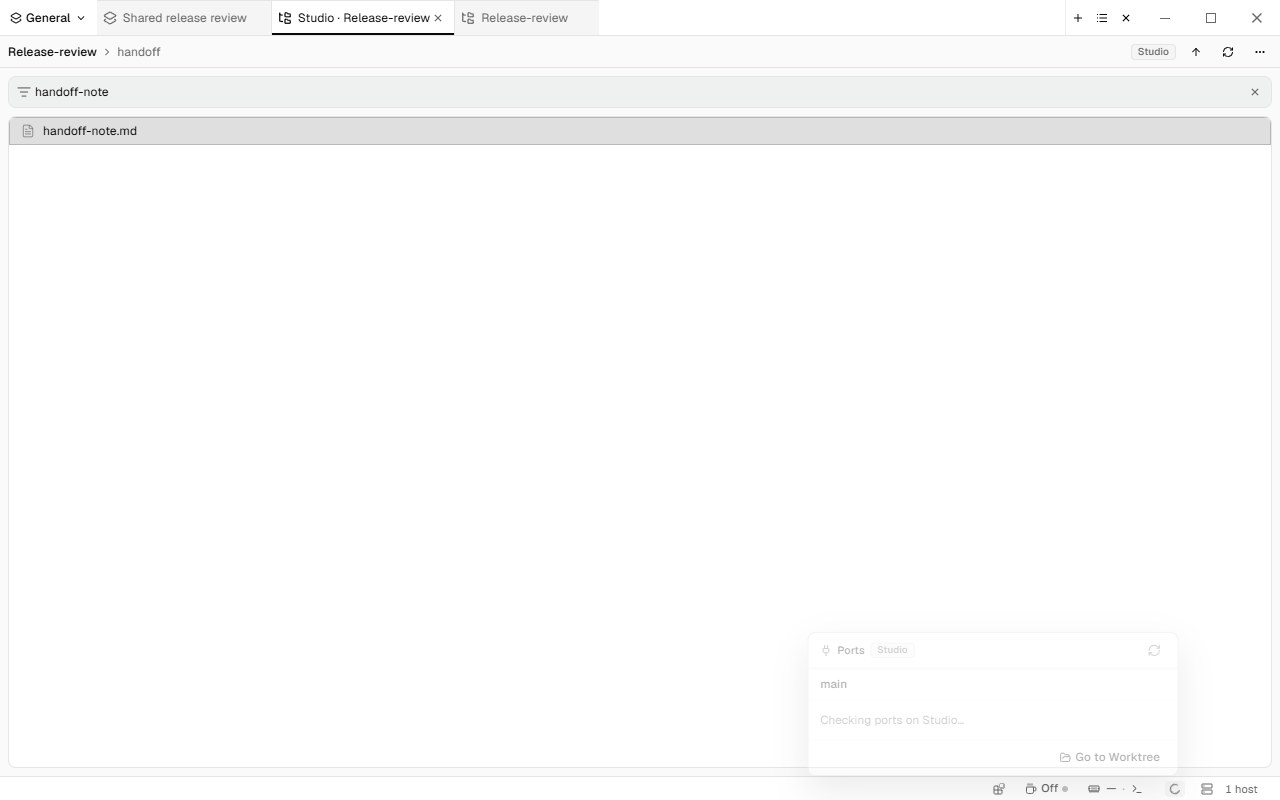 General
Shared release review
Studio · Release-review
Release-review
Release-review > handoff
Studio
handoff-note
handoff-note.md
Ports
Studio
main
Checking ports on Studio...
Go to Worktree
Off
1 host